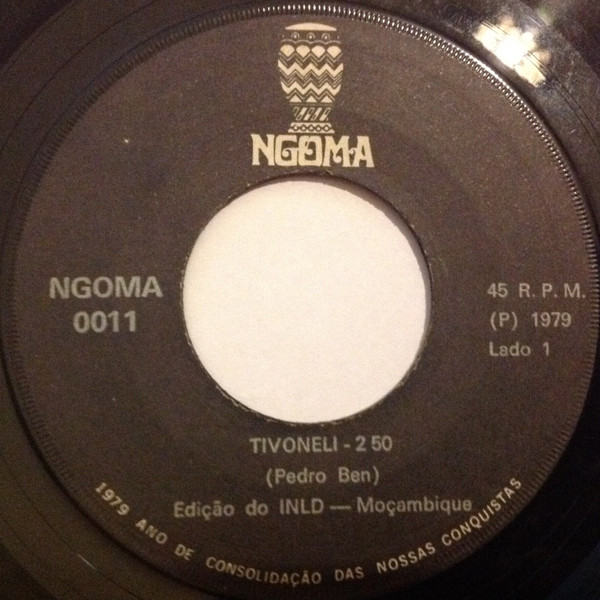 NGOMA
NGOMA
0011
45 R.P.M.
(P) 1979
Lado 1
TIVONELI - 2 50
(Pedro Ben)
Edição do INLD — Moçambique
1979 ANO DE CONSOLIDAÇÃO DAS NOSSAS CONQUISTAS